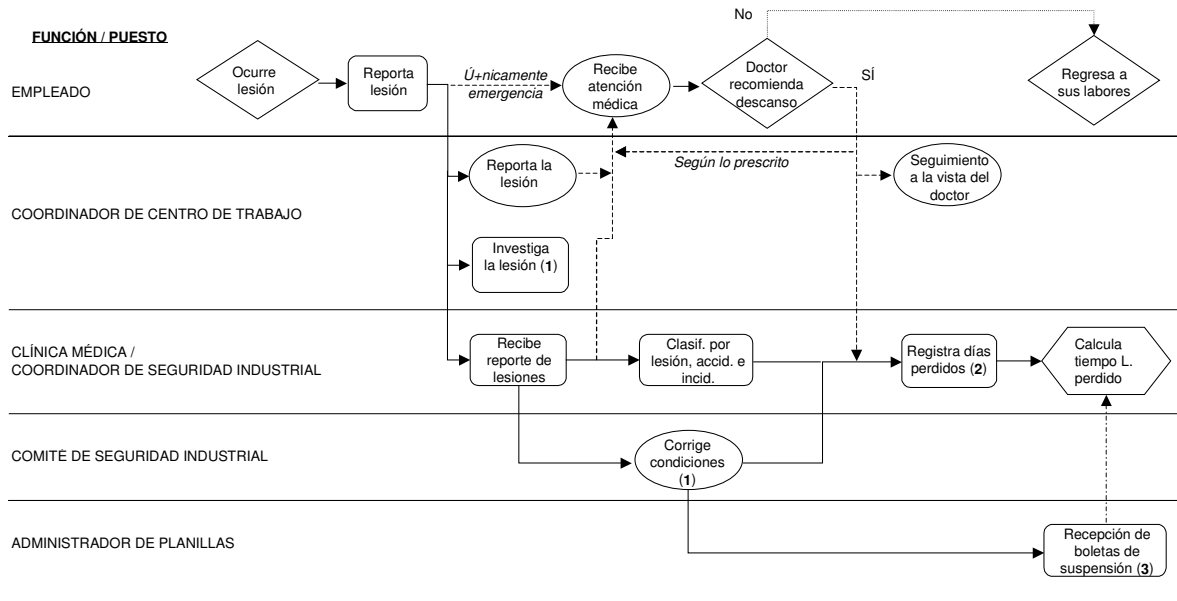 No
FUNCIÓN / PUESTO
EMPLEADO
Ocurre
lesión
Reporta
lesión
Ú+nicamente
emergencia
Recibe
atención
médica
Doctor
recomienda
descanso
SÍ
Regresa a
sus labores
COORDINADOR DE CENTRO DE TRABAJO
Reporta la
lesión
Según lo prescrito
Seguimiento
a la vista del
doctor
Investiga
la lesión (1)
CLÍNICA MÉDICA /
COORDINADOR DE SEGURIDAD INDUSTRIAL
Recibe
reporte de
lesiones
Clasif. por
lesión, accid. e
incid.
Registra días
perdidos (2)
Calcula
tiempo L.
perdido
COMITÉ DE SEGURIDAD INDUSTRIAL
Corrige
condiciones
(1)
ADMINISTRADOR DE PLANILLAS
Recepción de
boletas de
suspensión (3)